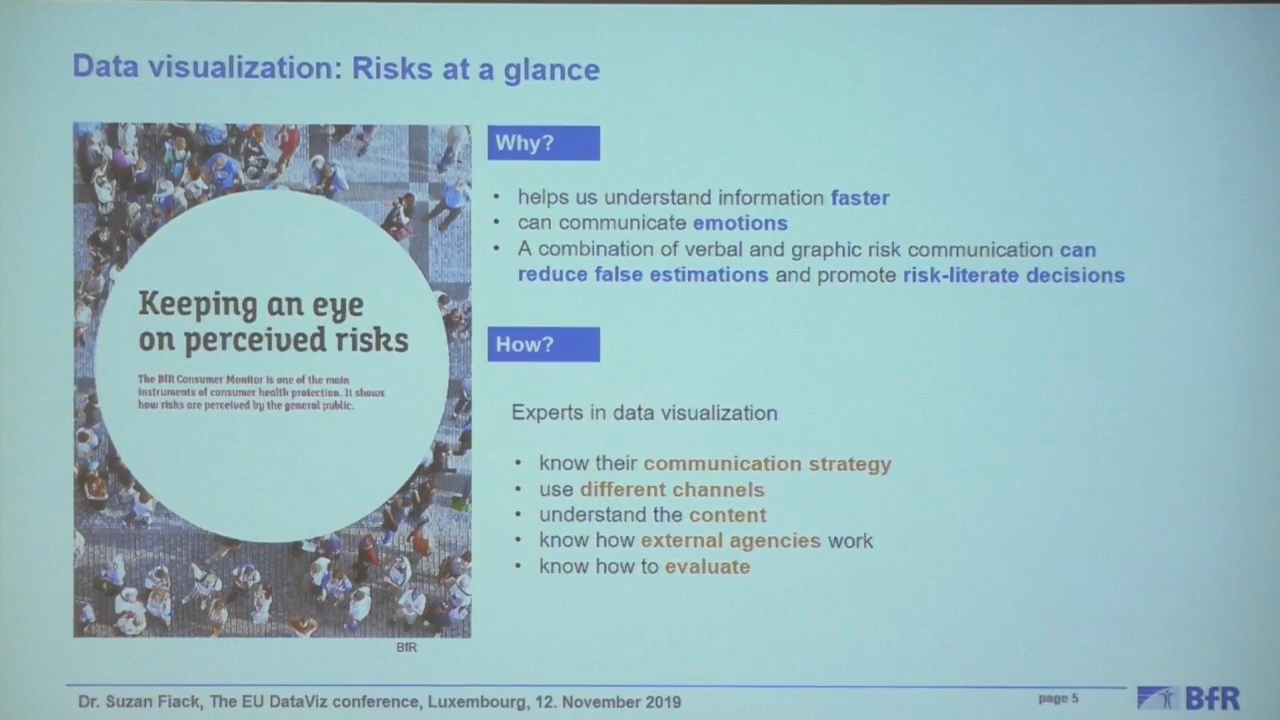 Data visualization: Risks at a glance
Keeping an eye
on perceived risks
The BfR Consumer Monitor is one of the main
instruments of consumer health protection. It shows
how risks are perceived by the general public.
BfR
Why?
• helps us understand information faster
• can communicate emotions
• A combination of verbal and graphic risk communication can
reduce false estimations and promote risk-literate decisions
How?
Experts in data visualization
• know their communication strategy
• use different channels
• understand the content
• know how external agencies work
• know how to evaluate
Dr. Suzan Fiack, The EU DataViz conference, Luxembourg, 12. November 2019
page 5
BfR